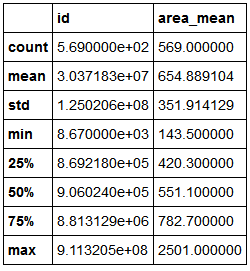 id area_mean
count 5.690000e+02 569.000000
mean 3.037183e+07 654.889104
std 1.250206e+08 351.914129
min 8.670000e+03 143.500000
25% 8.692180e+05 420.300000
50% 9.060240e+05 551.100000
75% 8.813129e+06 782.700000
max 9.113205e+08 2501.000000